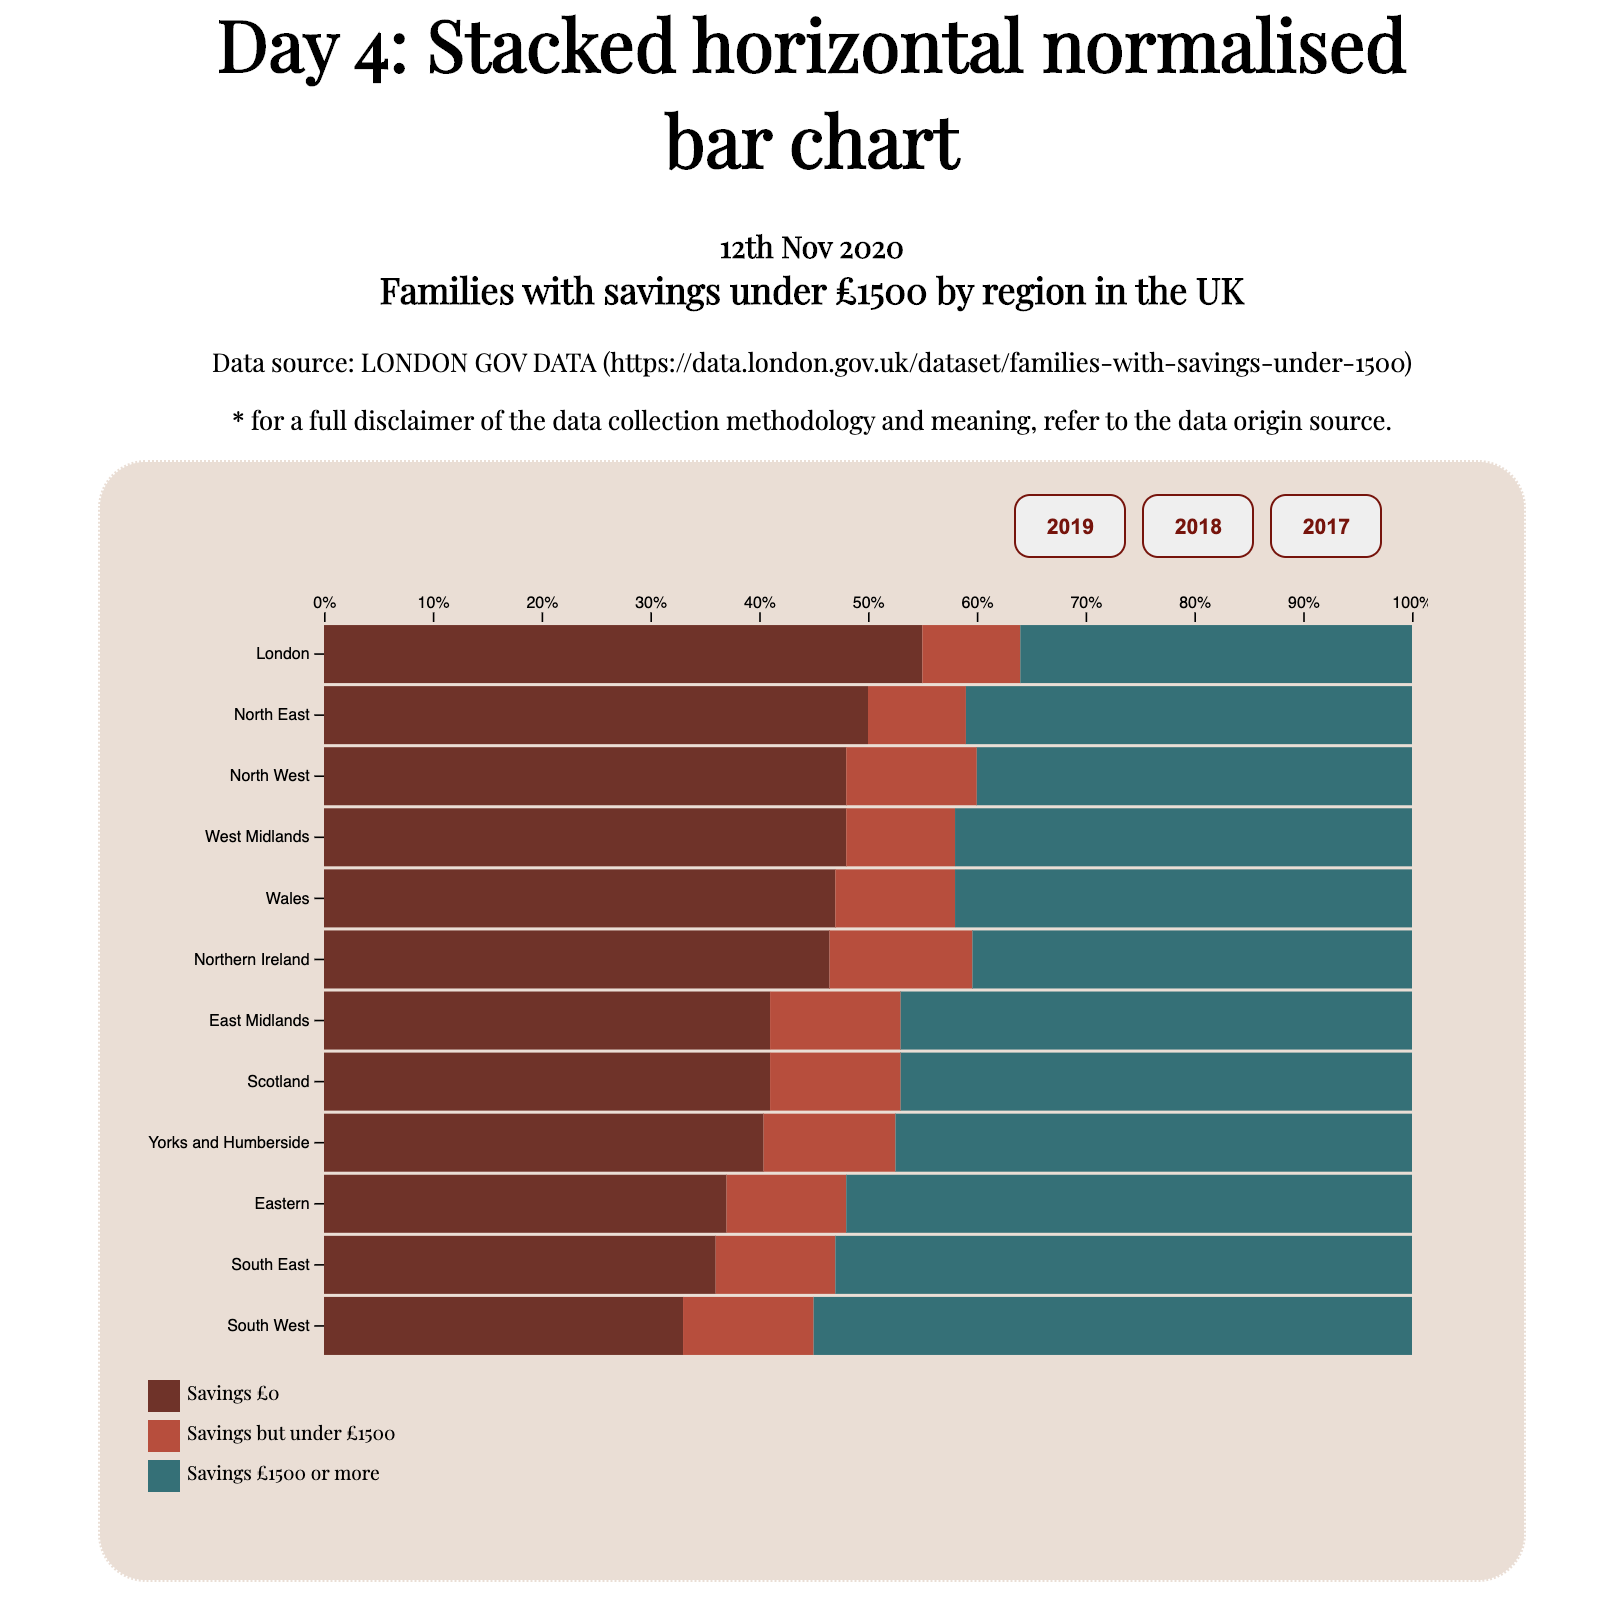 Day 4: Stacked horizontal normalised
bar chart
12th Nov 2020
Families with savings under £1500 by region in the UK
Data source: LONDON GOV DATA (https://data.london.gov.uk/dataset/families-with-savings-under-1500)
* for a full disclaimer of the data collection methodology and meaning, refer to the data origin source.
2019 2018 2017
0% 10% 20% 30% 40% 50% 60% 70% 80% 90% 100%
London
North East
North West
West Midlands
Wales
Northern Ireland
East Midlands
Scotland
Yorks and Humberside
Eastern
South East
South West
Savings £0
Savings but under £1500
Savings £1500 or more